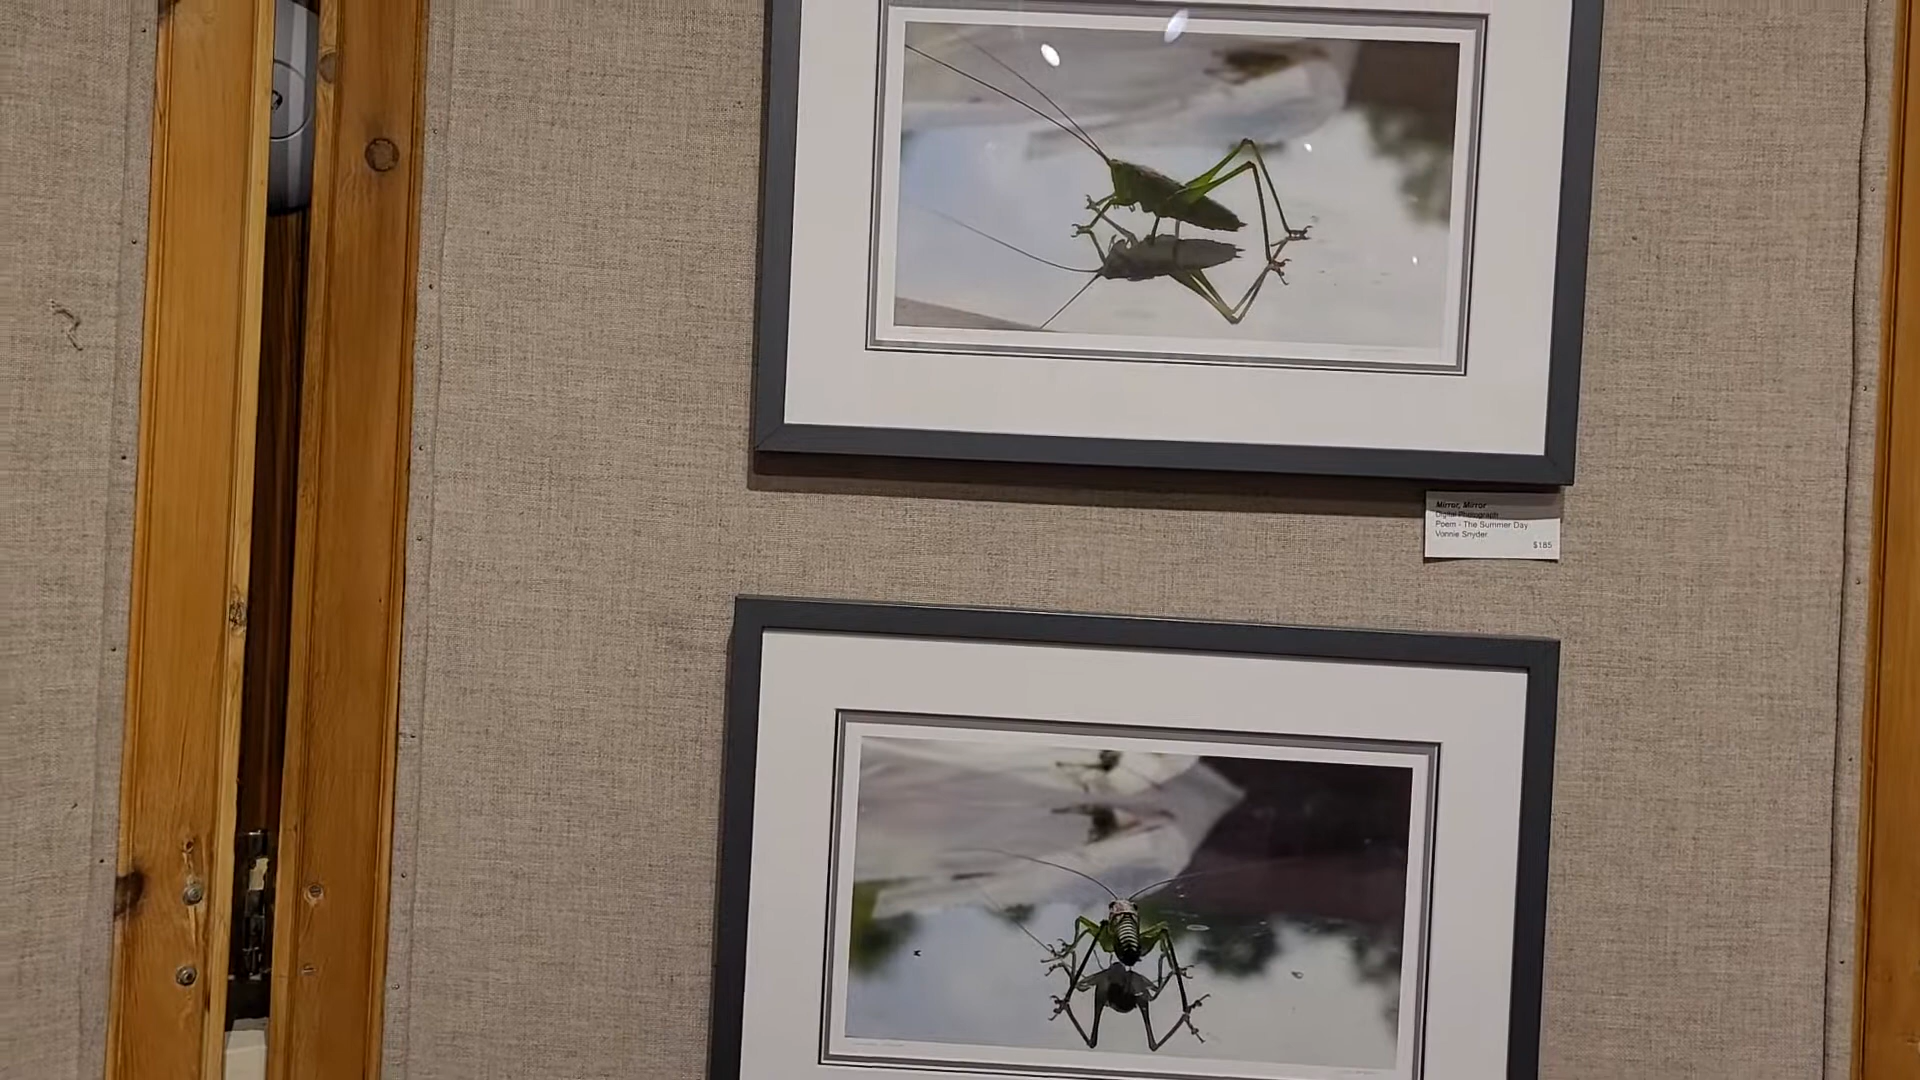 Mirror, Mirror
Digital Photograph
Poem - The Summer Day
Vonnie Snyder
$185